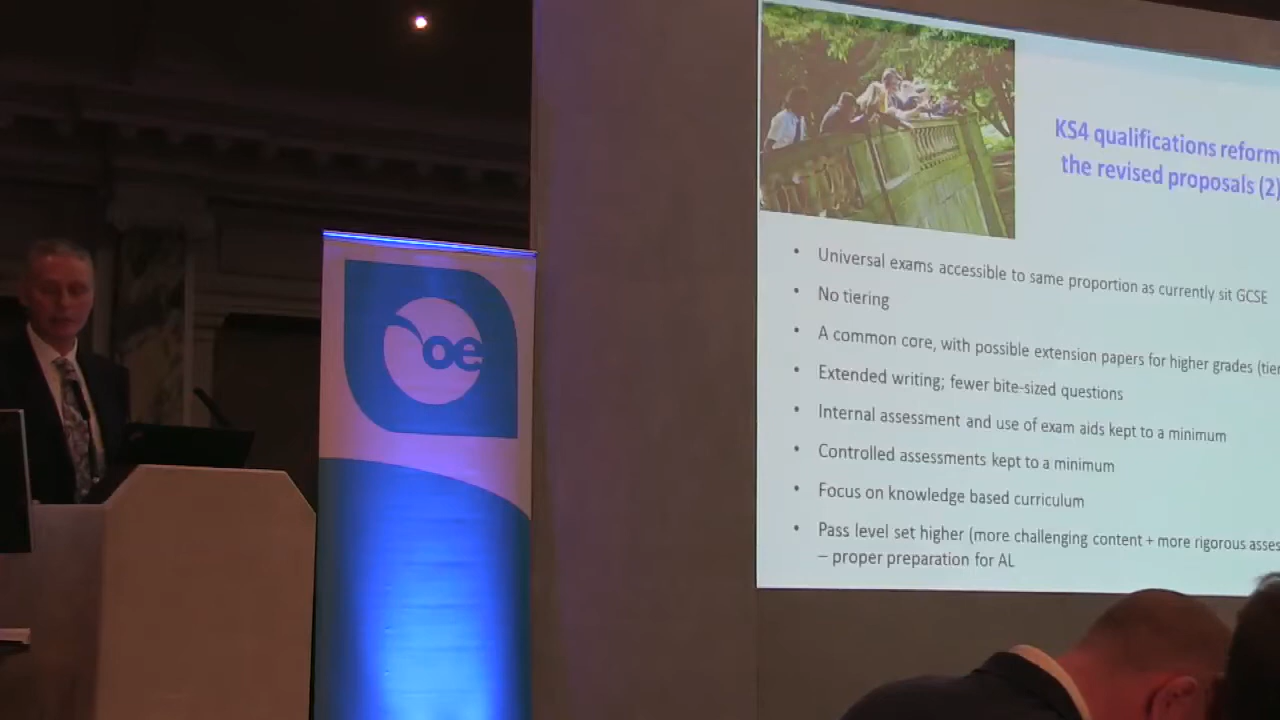 oe
KS4 qualifications reform
the revised proposals (2)
• Universal exams accessible to same proportion as currently sit GCSE
• No tiering
• A common core, with possible extension papers for higher grades (tier
• Extended writing; fewer bite-sized questions
• Internal assessment and use of exam aids kept to a minimum
• Controlled assessments kept to a minimum
• Focus on knowledge based curriculum
• Pass level set higher (more challenging content + more rigorous asses
– proper preparation for AL